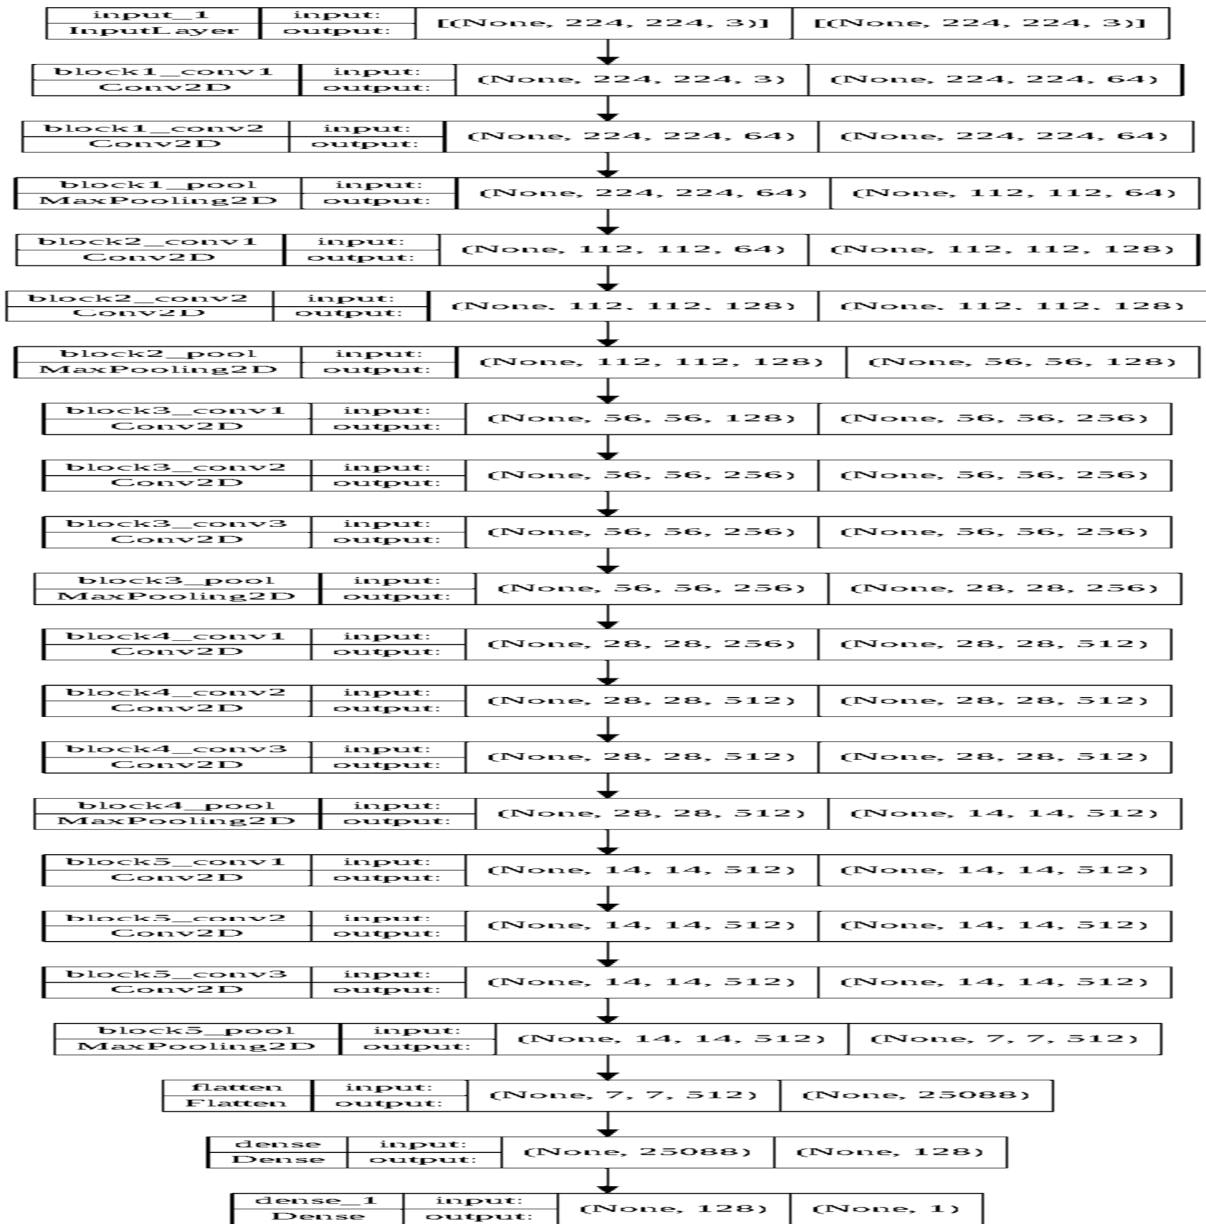 input_1 input: [(None, 224, 224, 3)] [(None, 224, 224, 3)]
InputLayer output:
block1_conv1 input: (None, 224, 224, 3) (None, 224, 224, 64)
Conv2D output:
block1_conv2 input: (None, 224, 224, 64) (None, 224, 224, 64)
Conv2D output:
block1_pool input: (None, 224, 224, 64) (None, 112, 112, 64)
MaxPooling2D output:
block2_conv1 input: (None, 112, 112, 64) (None, 112, 112, 128)
Conv2D output:
block2_conv2 input: (None, 112, 112, 128) (None, 112, 112, 128)
Conv2D output:
block2_pool input: (None, 112, 112, 128) (None, 56, 56, 128)
MaxPooling2D output:
block3_conv1 input: (None, 56, 56, 128) (None, 56, 56, 256)
Conv2D output:
block3_conv2 input: (None, 56, 56, 256) (None, 56, 56, 256)
Conv2D output:
block3_conv3 input: (None, 56, 56, 256) (None, 56, 56, 256)
Conv2D output:
block3_pool input: (None, 56, 56, 256) (None, 28, 28, 256)
MaxPooling2D output:
block4_conv1 input: (None, 28, 28, 256) (None, 28, 28, 512)
Conv2D output:
block4_conv2 input: (None, 28, 28, 512) (None, 28, 28, 512)
Conv2D output:
block4_conv3 input: (None, 28, 28, 512) (None, 28, 28, 512)
Conv2D output:
block4_pool input: (None, 28, 28, 512) (None, 14, 14, 512)
MaxPooling2D output:
block5_conv1 input: (None, 14, 14, 512) (None, 14, 14, 512)
Conv2D output:
block5_conv2 input: (None, 14, 14, 512) (None, 14, 14, 512)
Conv2D output:
block5_conv3 input: (None, 14, 14, 512) (None, 14, 14, 512)
Conv2D output:
block5_pool input: (None, 14, 14, 512) (None, 7, 7, 512)
MaxPooling2D output:
flatten input: (None, 7, 7, 512) (None, 25088)
Flatten output:
dense input: (None, 25088) (None, 128)
Dense output:
dense_1 input: (None, 128) (None, 1)
Dense output: